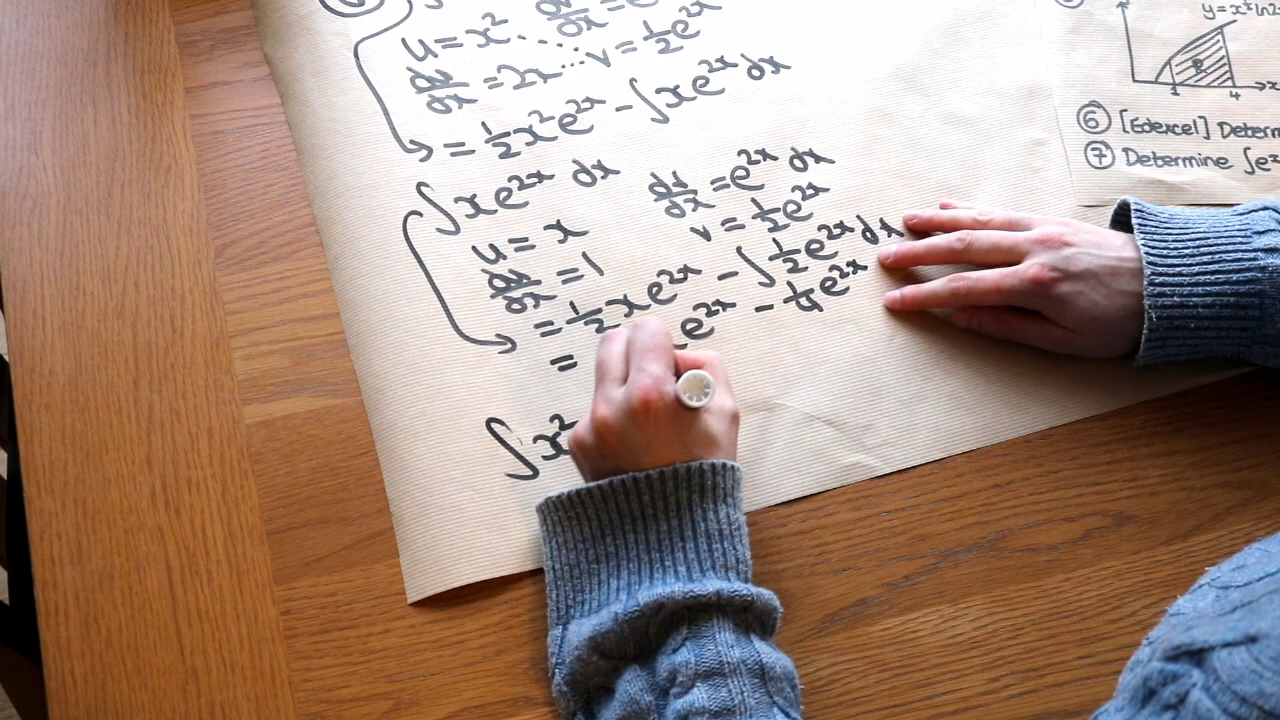 u = x² dv/dx = e
du/dx = 2x v = ½e²ˣ
= ½x²e²ˣ - ∫xe²ˣ dx
∫xe²ˣ dx
u = x dv/dx = e²ˣ dx
du/dx = 1 v = ½e²ˣ
= ½xe²ˣ - ∫½e²ˣ dx
= e²ˣ - ¼e²ˣ
∫x²
y = x² ln2
R
1 4 x
⑥ [Edexcel] Determ
⑦ Determine ∫eˣ